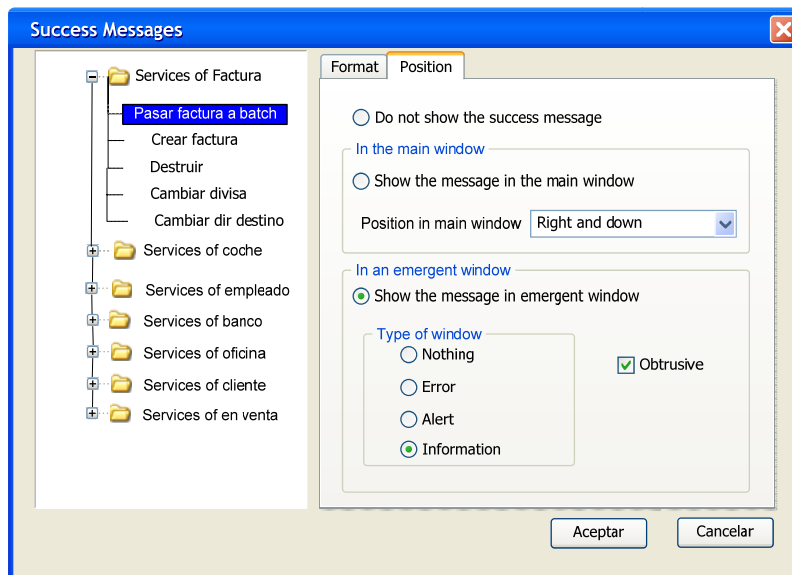 Success Messages
Services of Factura
Pasar factura a batch
Crear factura
Destruir
Cambiar divisa
Cambiar dir destino
Services of coche
Services of empleado
Services of banco
Services of oficina
Services of cliente
Services of en venta
Format Position
Do not show the success message
In the main window
Show the message in the main window
Position in main window Right and down
In an emergent window
Show the message in emergent window
Type of window
Nothing
Error
Alert
Information
Obtrusive
Aceptar Cancelar